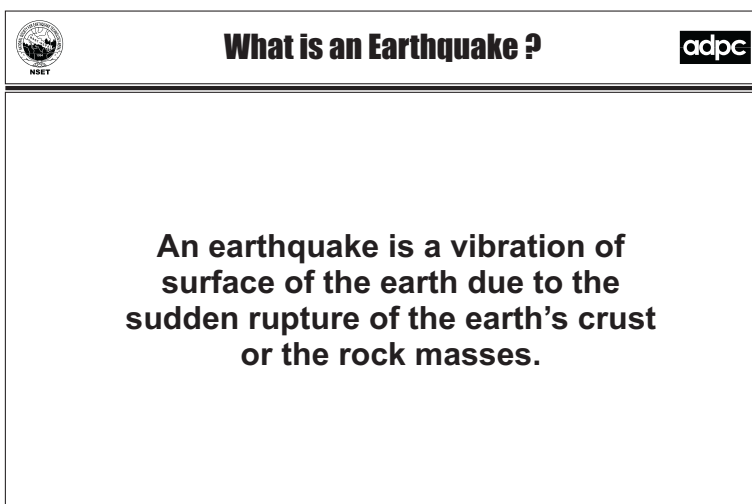 What is an Earthquake ?
NSET
adpc
An earthquake is a vibration of
surface of the earth due to the
sudden rupture of the earth's crust
or the rock masses.